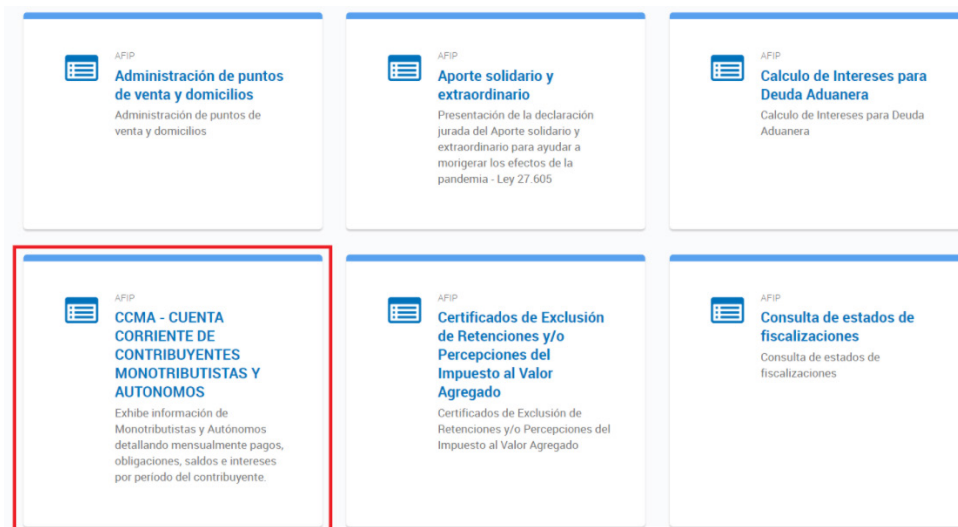 AFIP
Administración de puntos
de venta y domicilios
Administración de puntos de
venta y domicilios
AFIP
Aporte solidario y
extraordinario
Presentación de la declaración
jurada del Aporte solidario y
extraordinario para ayudar a
morigerar los efectos de la
pandemia - Ley 27.605
AFIP
Calculo de Intereses para
Deuda Aduanera
Calculo de Intereses para Deuda
Aduanera
AFIP
CCMA - CUENTA
CORRIENTE DE
CONTRIBUYENTES
MONOTRIBUTISTAS Y
AUTONOMOS
Exhibe información de
Monotributistas y Autónomos
detallando mensualmente pagos,
obligaciones, saldos e intereses
por período del contribuyente.
AFIP
Certificados de Exclusión
de Retenciones y/o
Percepciones del
Impuesto al Valor
Agregado
Certificados de Exclusión de
Retenciones y/o Percepciones del
Impuesto al Valor Agregado
AFIP
Consulta de estados de
fiscalizaciones
Consulta de estados de
fiscalizaciones